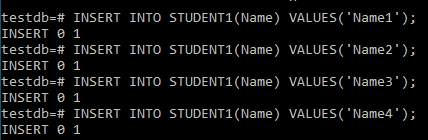 testdb=# INSERT INTO STUDENT1(Name) VALUES('Name1');
INSERT 0 1
testdb=# INSERT INTO STUDENT1(Name) VALUES('Name2');
INSERT 0 1
testdb=# INSERT INTO STUDENT1(Name) VALUES('Name3');
INSERT 0 1
testdb=# INSERT INTO STUDENT1(Name) VALUES('Name4');
INSERT 0 1